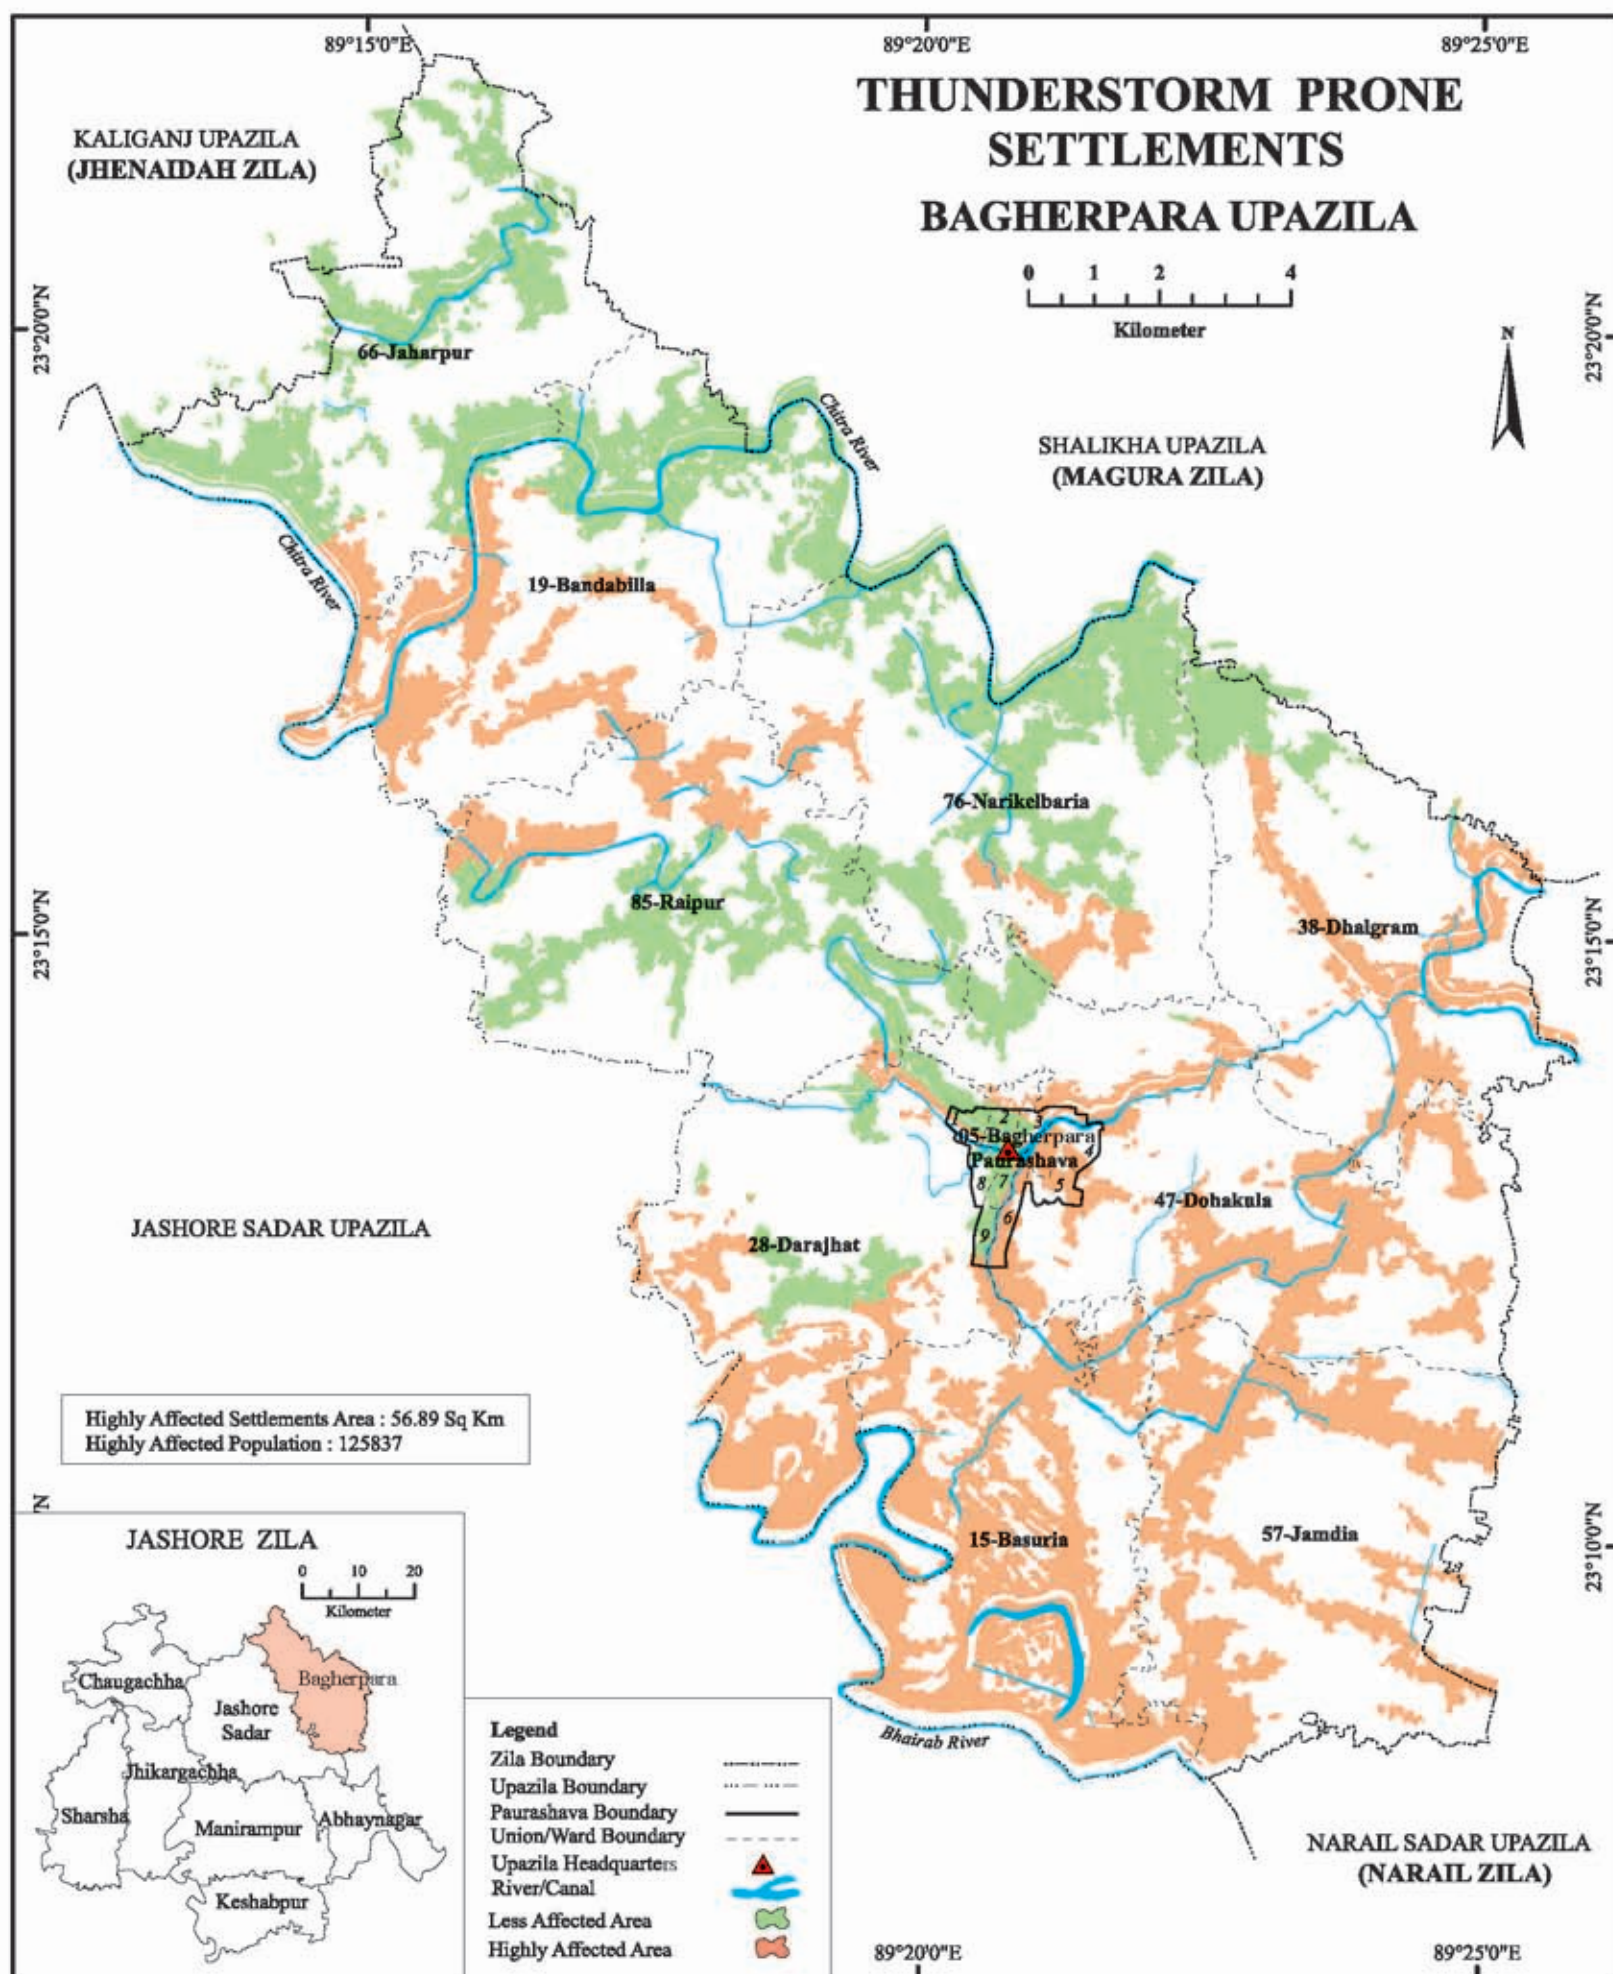 89°15'0"E
89°20'0"E
89°25'0"E
THUNDERSTORM PRONE
SETTLEMENTS
BAGHERPARA UPAZILA
0 1 2 4
Kilometer
N
KALIGANJ UPAZILA
(JHENAIDAH ZILA)
23°20'0"N
23°20'0"N
66-Jaharpur
Chitra River
SHALIKHA UPAZILA
(MAGURA ZILA)
Chitra River
19-Bandabilla
76-Narikelbaria
85-Raipur
38-Dhalgram
23°15'0"N
23°15'0"N
1
2
3
05-Bagherpara
Paurashava
4
8
7
5
6
9
47-Dohakula
JASHORE SADAR UPAZILA
28-Darajhat
Highly Affected Settlements Area : 56.89 Sq Km
Highly Affected Population : 125837
'N
15-Basuria
57-Jamdia
23°10'0"N
Bhairab River
NARAIL SADAR UPAZILA
(NARAIL ZILA)
JASHORE ZILA
0 10 20
Kilometer
Chaugachha
Bagherpara
Jashore
Sadar
Jhikargachha
Sharsha
Manirampur
Abhaynagar
Keshabpur
Legend
Zila Boundary
Upazila Boundary
Paurashava Boundary
Union/Ward Boundary
Upazila Headquarters
River/Canal
Less Affected Area
Highly Affected Area
89°20'0"E
89°25'0"E